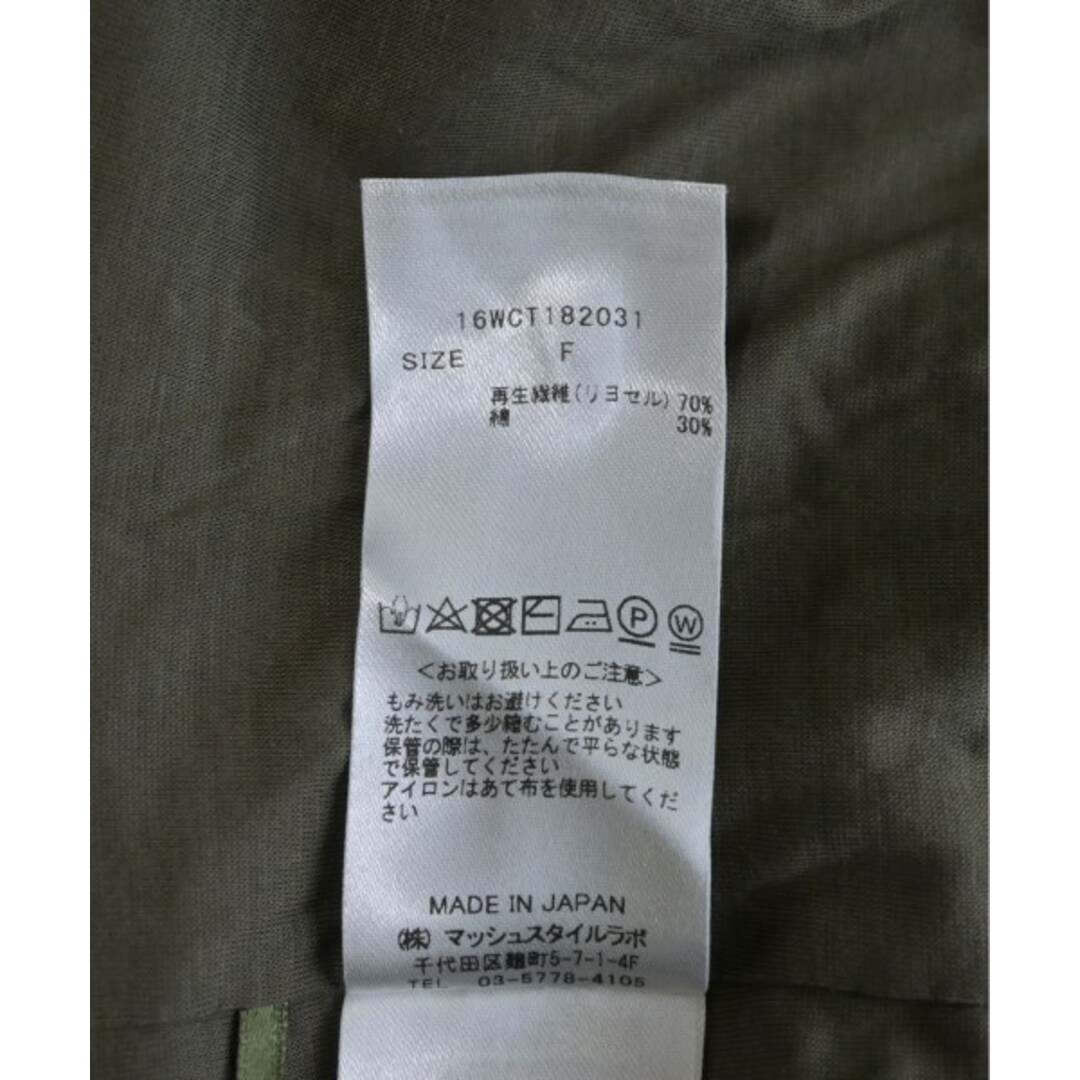 16WCT182031
SIZE F
再生繊維(リヨセル) 70%
綿 30%
P W
<お取り扱い上のご注意>
もみ洗いはお避けください
洗たくで多少縮むことがあります
保管の際は、たたんで平らな状態
で保管してください
アイロンはあて布を使用してくだ
さい
MADE IN JAPAN
(株) マッシュスタイルラボ
千代田区麹町5-7-1-4F
TEL 03-5778-4105